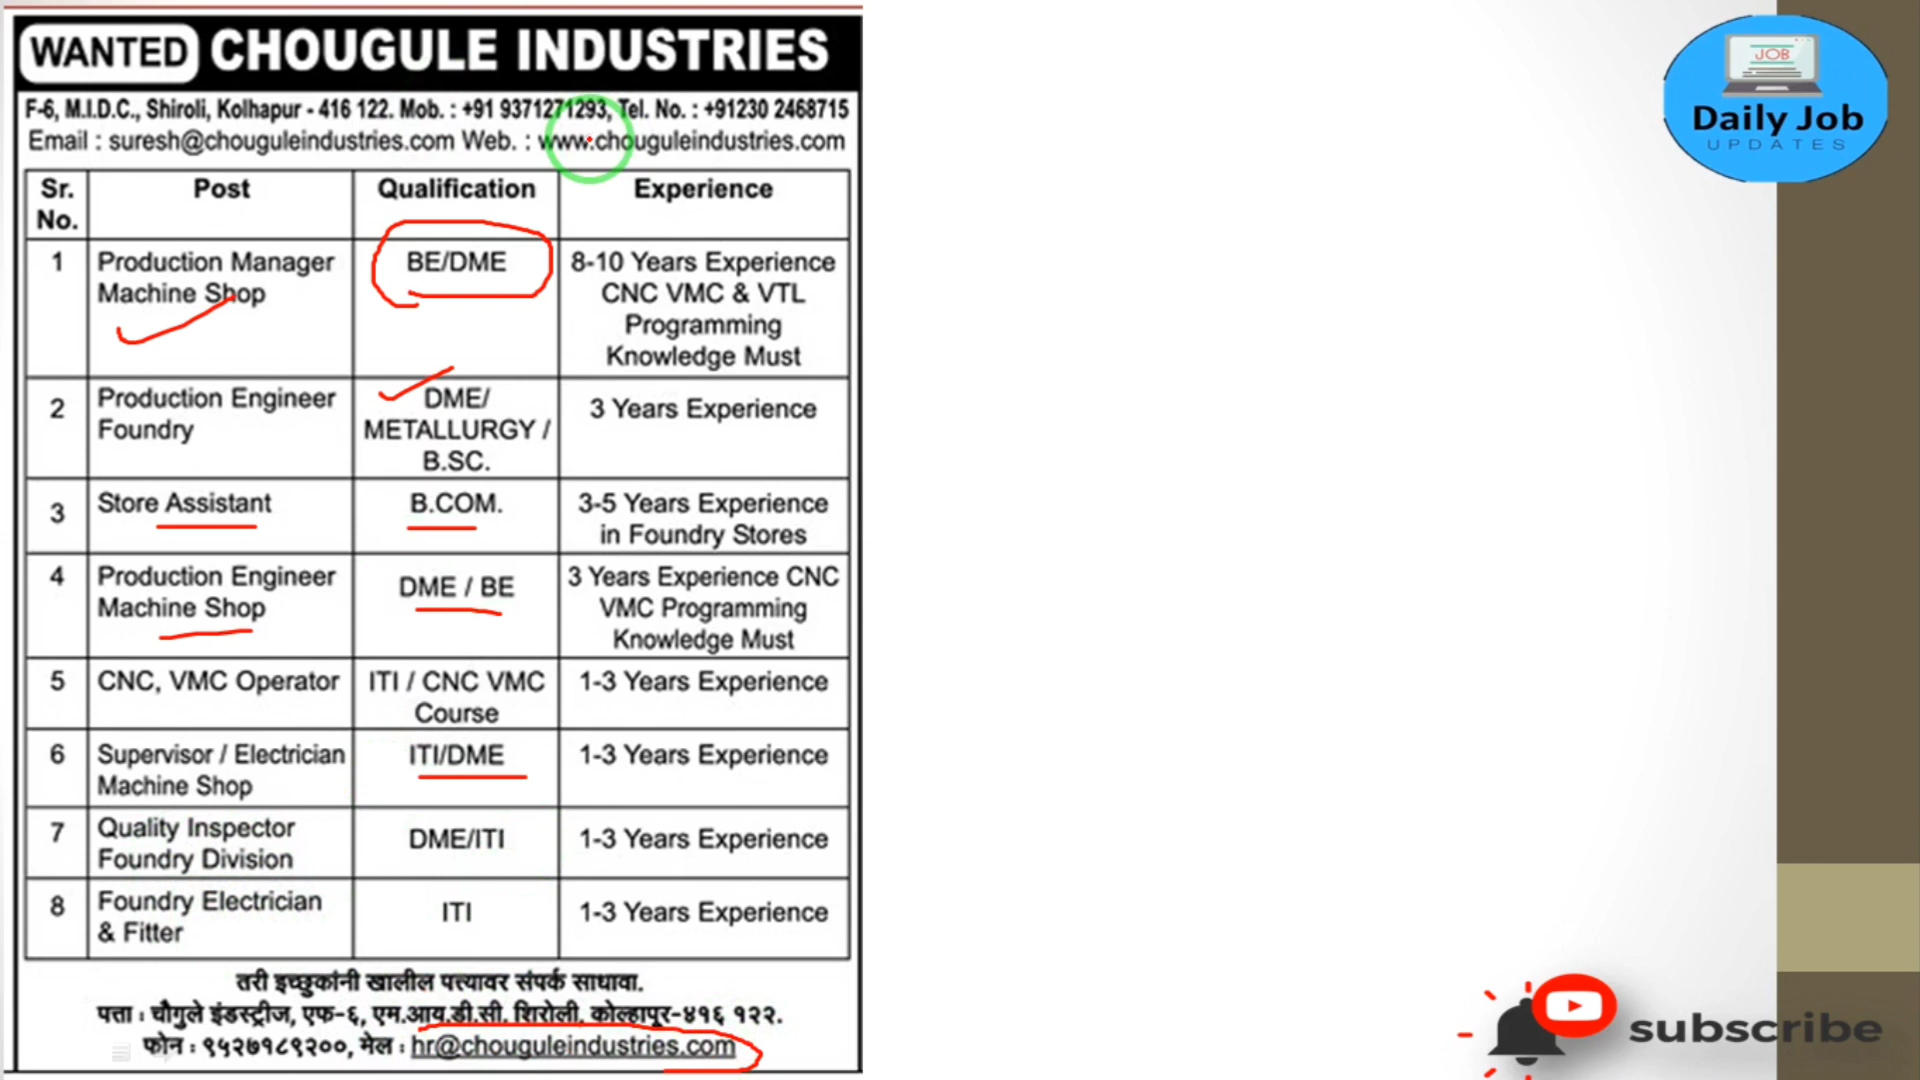 WANTED CHOUGULE INDUSTRIES
F-6, M.I.D.C., Shiroli, Kolhapur - 416 122. Mob. : +91 9371271293, Tel. No. : +91230 2468715
Email : suresh@chouguleindustries.com Web. : www.chouguleindustries.com
Sr. No. Post Qualification Experience
1 Production Manager Machine Shop BE/DME 8-10 Years Experience CNC VMC & VTL Programming Knowledge Must
2 Production Engineer Foundry DME/ METALLURGY / B.SC. 3 Years Experience
3 Store Assistant B.COM. 3-5 Years Experience in Foundry Stores
4 Production Engineer Machine Shop DME / BE 3 Years Experience CNC VMC Programming Knowledge Must
5 CNC, VMC Operator ITI / CNC VMC Course 1-3 Years Experience
6 Supervisor / Electrician Machine Shop ITI/DME 1-3 Years Experience
7 Quality Inspector Foundry Division DME/ITI 1-3 Years Experience
8 Foundry Electrician & Fitter ITI 1-3 Years Experience
तरी इच्छुकांनी खालील पत्त्यावर संपर्क साधावा.
पत्ता : चौगुले इंडस्ट्रीज, एफ-६, एम.आय.डी.सी. शिरोली, कोल्हापूर-४१६ १२२.
फोन : ९५२७१८९२००, मेल : hr@chouguleindustries.com
JOB
Daily Job
UPDATES
subscribe